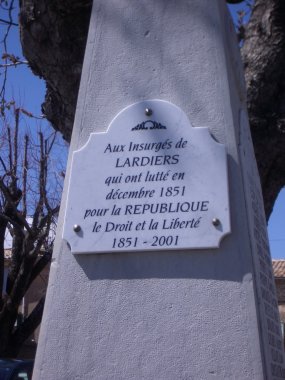 Aux Insurgés de
LARDIERS
qui ont lutté en
décembre 1851
pour la REPUBLIQUE
le Droit et la Liberté
1851 - 2001